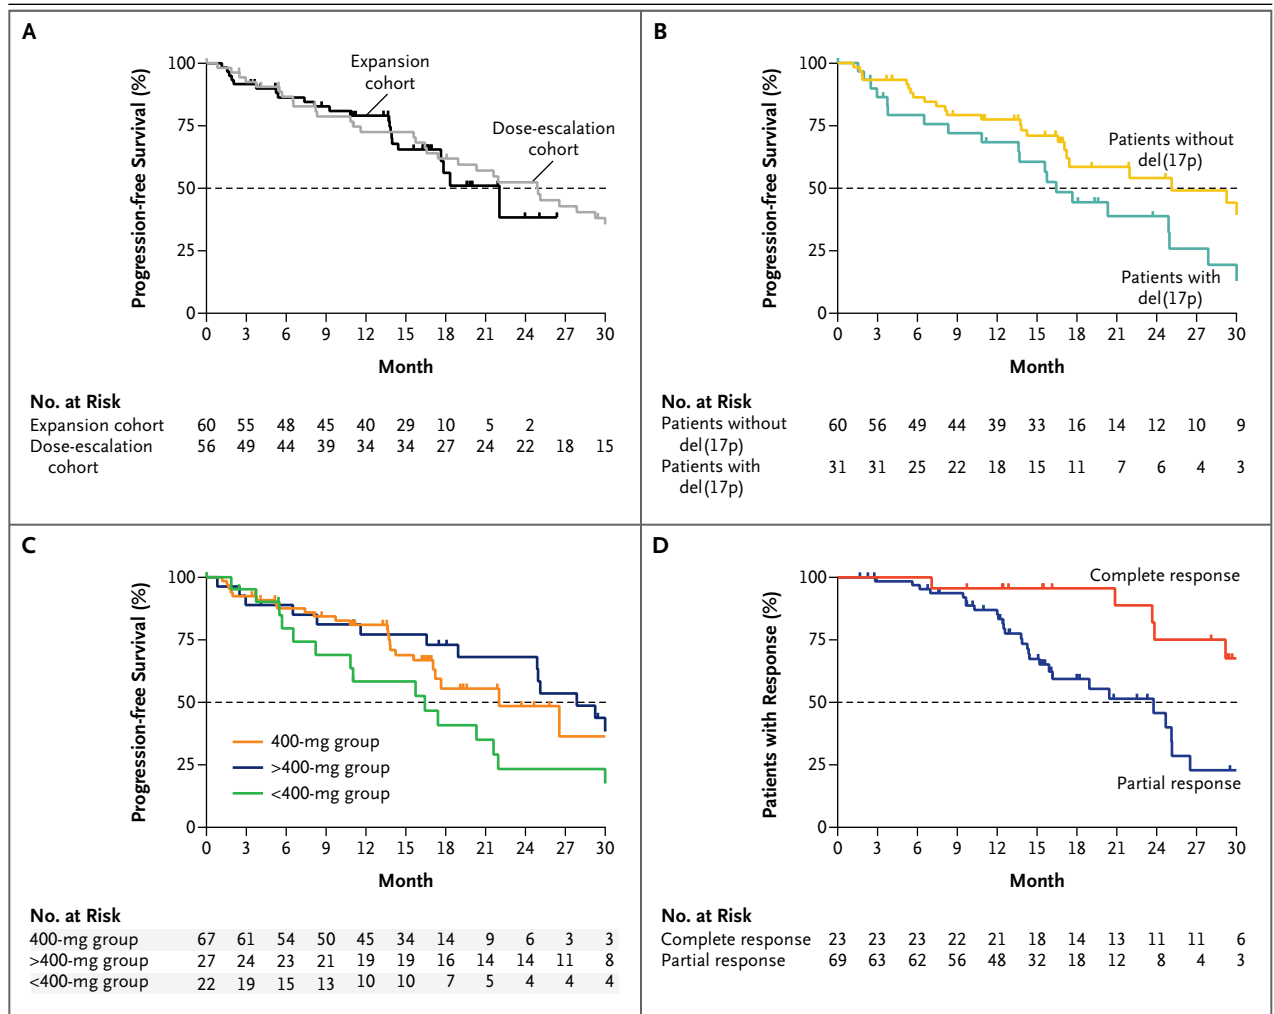 A
Progression-free Survival (%)
100
75
50
25
0
Expansion
cohort
Dose-escalation
cohort
0 3 6 9 12 15 18 21 24 27 30
Month
No. at Risk
Expansion cohort 60 55 48 45 40 29 10 5 2
Dose-escalation 56 49 44 39 34 34 27 24 22 18 15
cohort
B
Progression-free Survival (%)
100
75
50
25
0
Patients without
del(17p)
Patients with
del(17p)
0 3 6 9 12 15 18 21 24 27 30
Month
No. at Risk
Patients without 60 56 49 44 39 33 16 14 12 10 9
del(17p)
Patients with 31 31 25 22 18 15 11 7 6 4 3
del(17p)
C
Progression-free Survival (%)
100
75
50
25
0
400-mg group
>400-mg group
<400-mg group
0 3 6 9 12 15 18 21 24 27 30
Month
No. at Risk
400-mg group 67 61 54 50 45 34 14 9 6 3 3
>400-mg group 27 24 23 21 19 19 16 14 14 11 8
<400-mg group 22 19 15 13 10 10 7 5 4 4 4
D
Patients with Response (%)
100
75
50
25
0
Complete response
Partial response
0 3 6 9 12 15 18 21 24 27 30
Month
No. at Risk
Complete response 23 23 23 22 21 18 14 13 11 11 6
Partial response 69 63 62 56 48 32 18 12 8 4 3